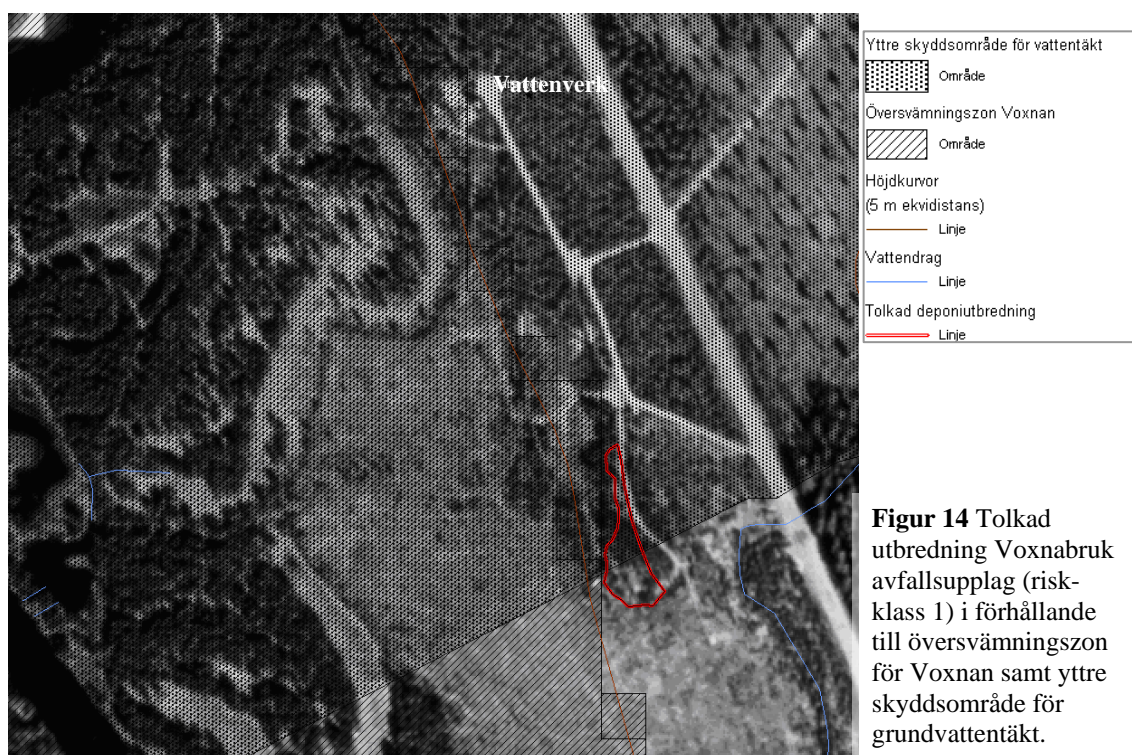 Vattenverk
Yttre skyddsområde för vattentäkt
Område
Översvämningszon Voxnan
Område
Höjdkurvor
(5 m ekvidistans)
Linje
Vattendrag
Linje
Tolkad deponiutbredning
Linje
Figur 14 Tolkad
utbredning Voxnabruk
avfallsupplag (risk-
klass 1) i förhållande
till översvämningszon
för Voxnan samt yttre
skyddsområde för
grundvattentäkt.